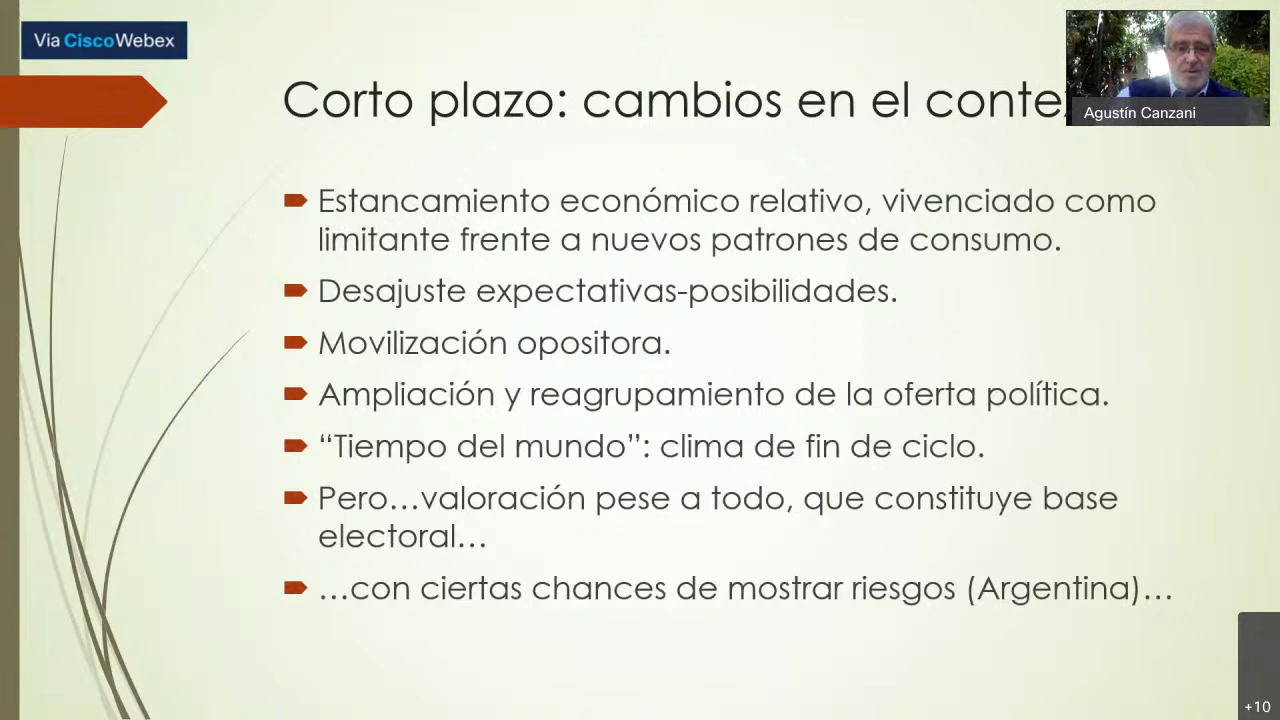 Vía CiscoWebex
Corto plazo: cambios en el conte
Agustín Canzani
Estancamiento económico relativo, vivenciado como
limitante frente a nuevos patrones de consumo.
Desajuste expectativas-posibilidades.
Movilización opositora.
Ampliación y reagrupamiento de la oferta política.
“Tiempo del mundo”: clima de fin de ciclo.
Pero…valoración pese a todo, que constituye base
electoral…
…con ciertas chances de mostrar riesgos (Argentina)…
+10